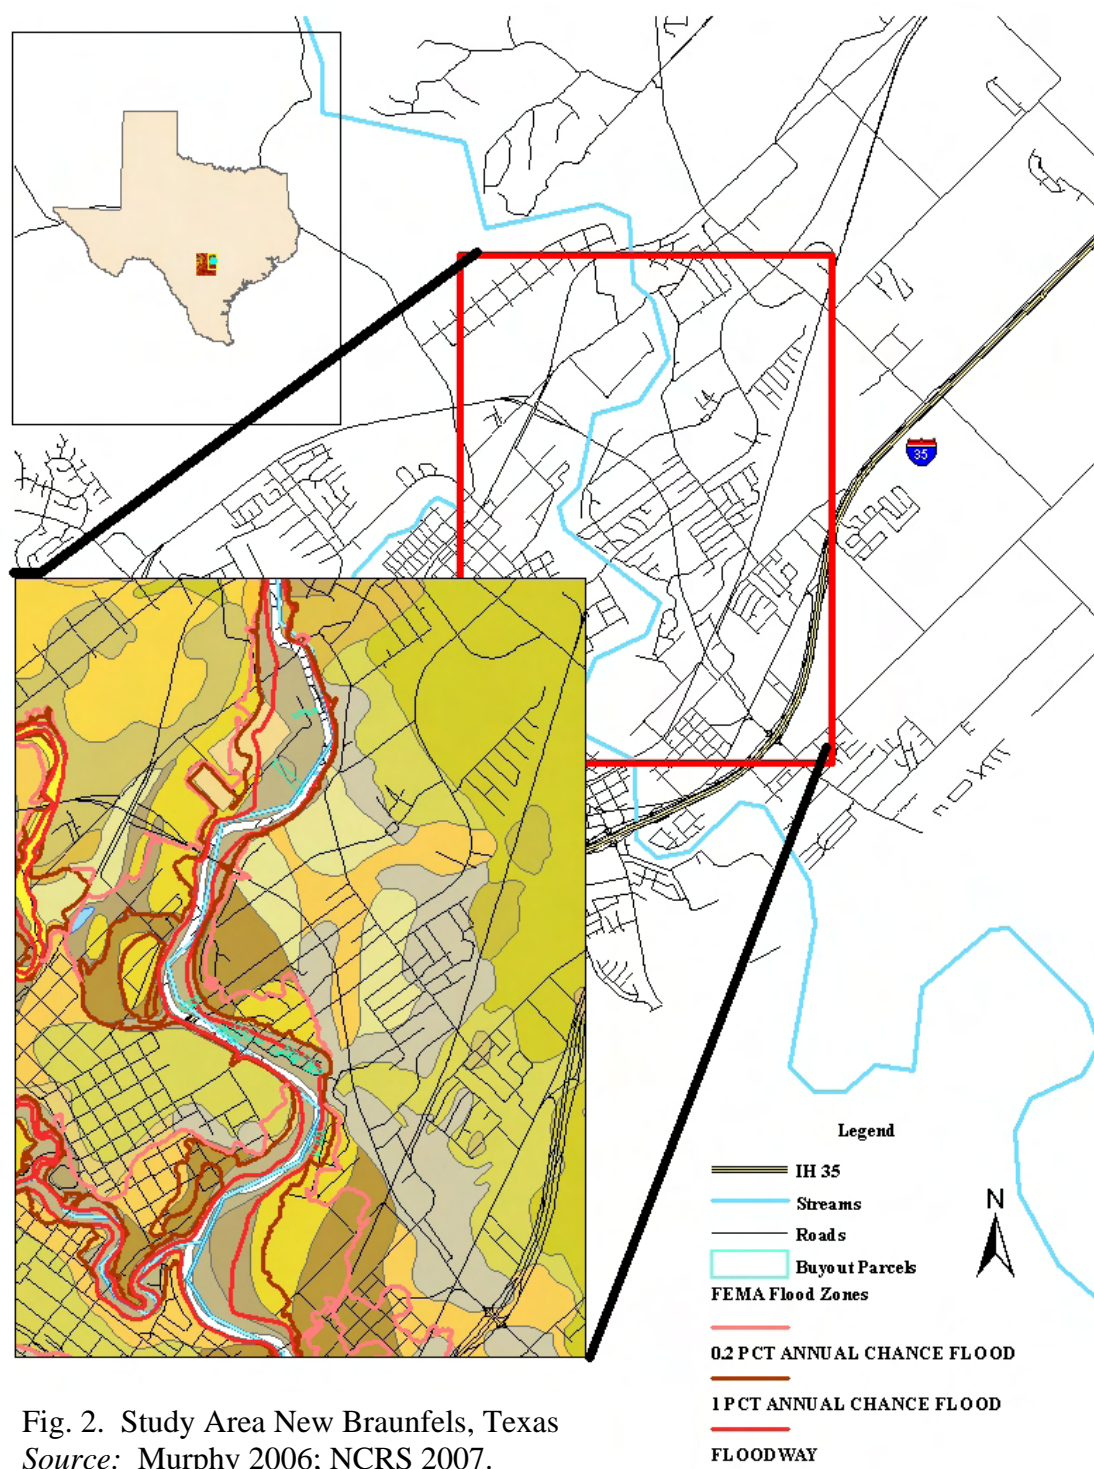 35
Legend
IH 35
Streams
Roads
Buyout Parcels
FEMA Flood Zones
0.2 PCT ANNUAL CHANCE FLOOD
1 PCT ANNUAL CHANCE FLOOD
FLOODWAY
N
Fig. 2. Study Area New Braunfels, Texas
Source: Murphy 2006; NCRS 2007.